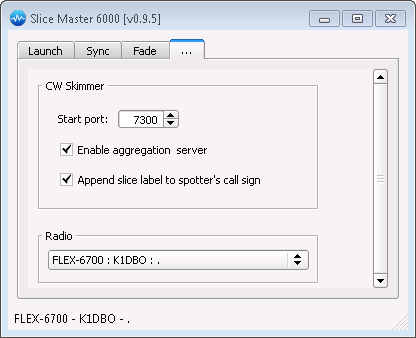 Slice Master 6000 [v0.9.5]
Launch Sync Fade ...
CW Skimmer
Start port: 7300
Enable aggregation server
Append slice label to spotter's call sign
Radio
FLEX-6700 : K1DBO : .
FLEX-6700 - K1DBO - .